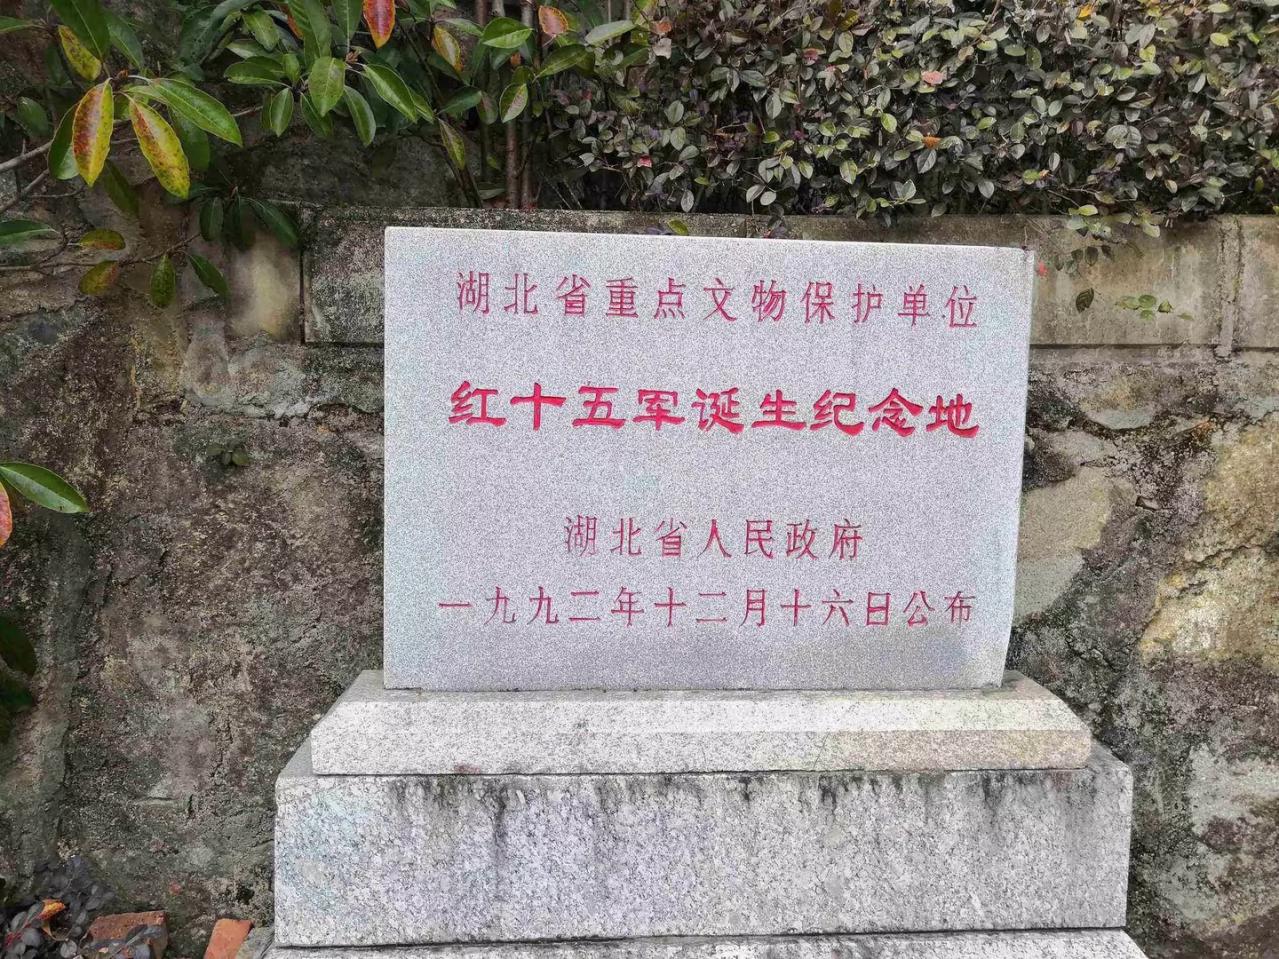 湖北省重点文物保护单位
红十五军诞生纪念地
湖北省人民政府
一九九二年十二月十六日公布